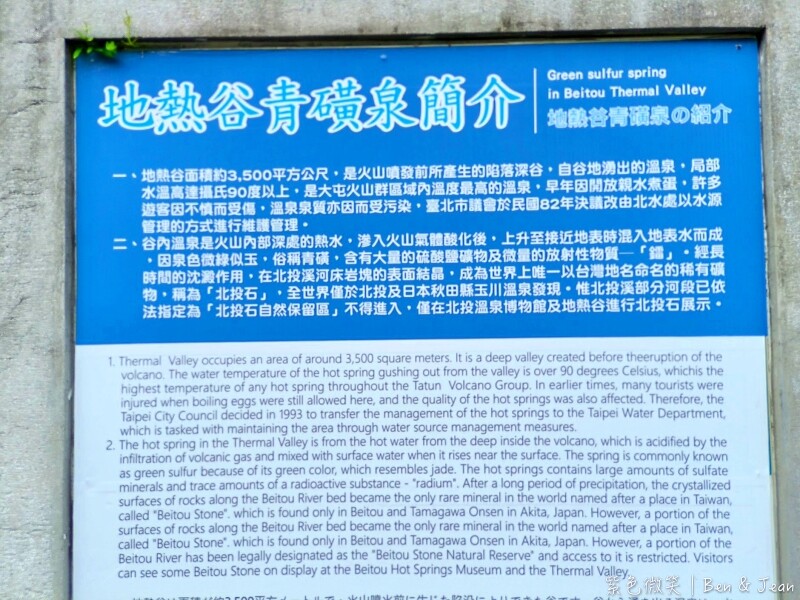 地熱谷青磺泉簡介
Green sulfur spring
in Beitou Thermal Valley
地熱谷青磺泉の紹介
一、地熱谷面積約3,500平方公尺，是火山噴發前所產生的陷落深谷，自谷地湧出的溫泉，局部
水溫高達攝氏90度以上，是大屯火山群區域內溫度最高的溫泉，早年因開放親水煮蛋，許多
遊客因不慎而受傷，溫泉泉質亦因而受污染，臺北市議會於民國82年決議改由北水處以水源
管理的方式進行維護管理。
二、谷內溫泉是火山內部深處的熱水，滲入火山氣體酸化後，上升至接近地表時混入地表水而成
，因泉色微綠似玉，俗稱青磺，含有大量的硫酸鹽礦物及微量的放射性物質─「鐳」。經長
時間的沈澱作用，在北投溪河床岩塊的表面結晶，成為世界上唯一以台灣地名命名的稀有礦
物，稱為「北投石」，全世界僅於北投及日本秋田縣玉川溫泉發現。惟北投溪部分河段已依
法指定為「北投石自然保留區」不得進入，僅在北投溫泉博物館及地熱谷進行北投石展示。
1. Thermal Valley occupies an area of around 3,500 square meters. It is a deep valley created before theeruption of the
volcano. The water temperature of the hot spring gushing out from the valley is over 90 degrees Celsius, whichis the
highest temperature of any hot spring throughout the Tatun Volcano Group. In earlier times, many tourists were
injured when boiling eggs were still allowed here, and the quality of the hot springs was also affected. Therefore, the
Taipei City Council decided in 1993 to transfer the management of the hot springs to the Taipei Water Department,
which is tasked with maintaining the area through water source management measures.
2. The hot spring in the Thermal Valley is from the hot water from the deep inside the volcano, which is acidified by the
infiltration of volcanic gas and mixed with surface water when it rises near the surface. The spring is commonly known
as green sulfur because of its green color, which resembles jade. The hot springs contains large amounts of sulfate
minerals and trace amounts of a radioactive substance - "radium". After a long period of precipitation, the crystallized
surfaces of rocks along the Beitou River bed became the only rare mineral in the world named after a place in Taiwan,
called "Beitou Stone". which is found only in Beitou and Tamagawa Onsen in Akita, Japan. However, a portion of the
surfaces of rocks along the Beitou River bed became the only rare mineral in the world named after a place in Taiwan,
called "Beitou Stone". which is found only in Beitou and Tamagawa Onsen in Akita, Japan. However, a portion of the
Beitou River has been legally designated as the "Beitou Stone Natural Reserve" and access to it is restricted. Visitors
can see some Beitou Stone on display at the Beitou Hot Springs Museum and the Thermal Valley.
紫色微笑 | Ben & Jean